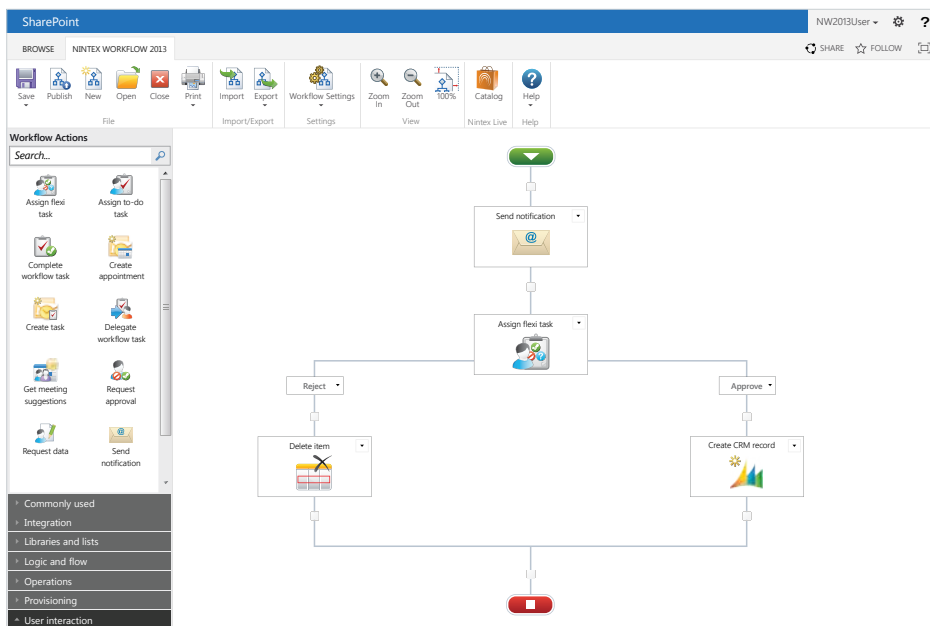 SharePoint
NW2013User
?
BROWSE
NINTEX WORKFLOW 2013
SHARE
FOLLOW
Save
Publish
New
Open
Close
Print
Import
Export
Workflow Settings
Zoom
In
Zoom
Out
100%
Catalog
Help
File
Import/Export
Settings
View
Nintex Live
Help
Workflow Actions
Search...
Assign flexi
task
Assign to-do
task
Complete
workflow task
Create
appointment
Create task
Delegate
workflow task
Get meeting
suggestions
Request
approval
Request data
Send
notification
Commonly used
Integration
Libraries and lists
Logic and flow
Operations
Provisioning
User interaction
Send notification
@
Assign flexi task
Reject
Approve
Delete item
Create CRM record